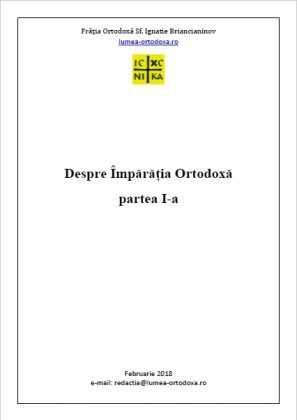 Frăția Ortodoxă Sf. Ignatie Briancianinov
lumea-ortodoxa.ro
IC XC
NI KA
Despre Împărăția Ortodoxă
partea I-a
Februarie 2018
e-mail: redactia@lumea-ortodoxa.ro